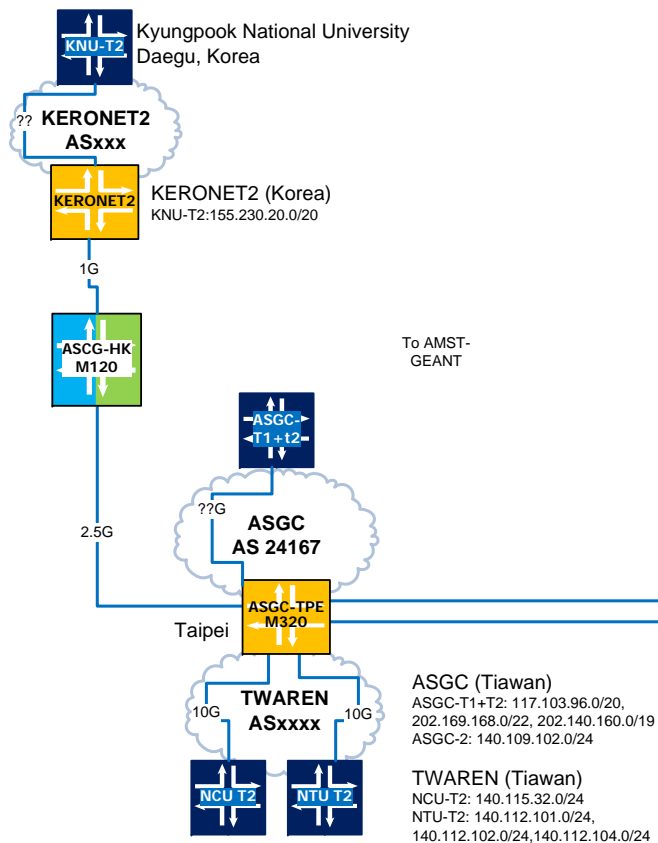 KNU-T2
Kyungpook National University
Daegu, Korea
??
KERONET2
ASxxx
KERONET2
KERONET2 (Korea)
KNU-T2:155.230.20.0/20
1G
ASCG-HK
M120
To AMST-
GEANT
ASGC-
T1+t2
2.5G
??G
ASGC
AS 24167
ASGC-TPE
M320
Taipei
TWAREN
ASxxxx
10G
10G
NCU T2
NTU T2
ASGC (Tiawan)
ASGC-T1+T2: 117.103.96.0/20,
202.169.168.0/22, 202.140.160.0/19
ASGC-2: 140.109.102.0/24
TWAREN (Tiawan)
NCU-T2: 140.115.32.0/24
NTU-T2: 140.112.101.0/24,
140.112.102.0/24,140.112.104.0/24